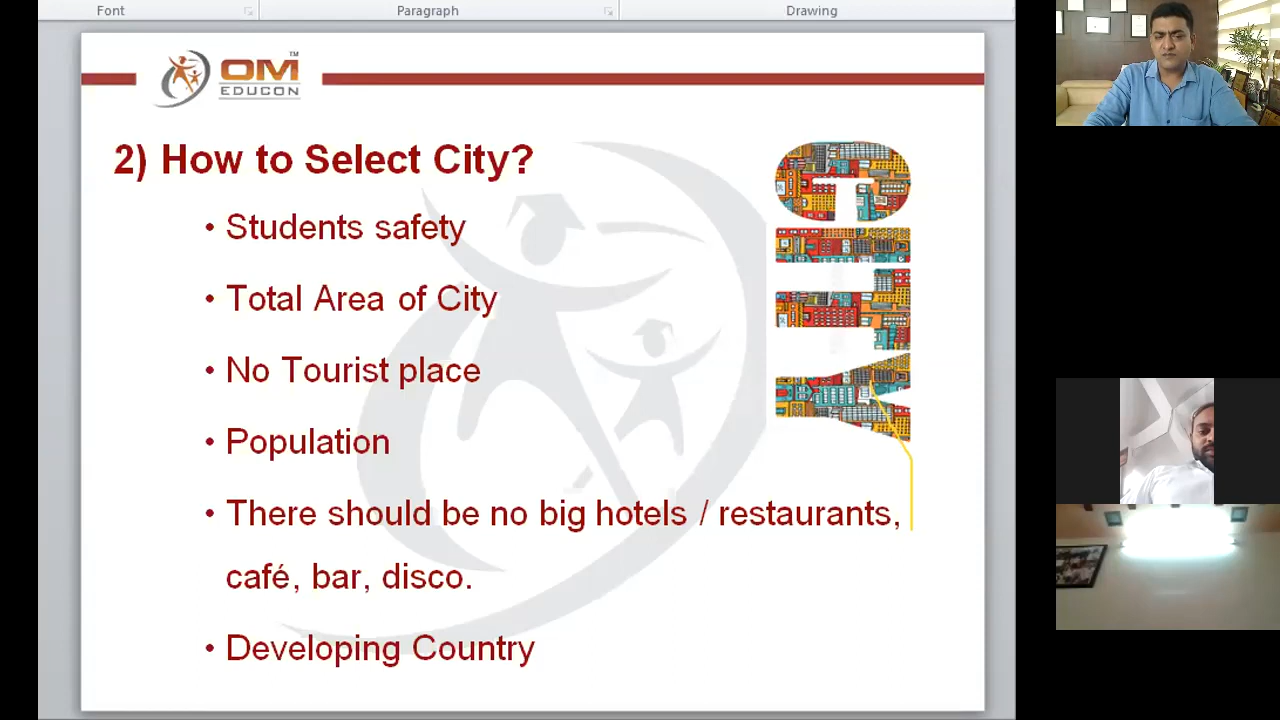 Font Paragraph Drawing
OM™
EDUCON
2) How to Select City?
• Students safety
• Total Area of City
• No Tourist place
• Population
• There should be no big hotels / restaurants,
café, bar, disco.
• Developing Country
CITY